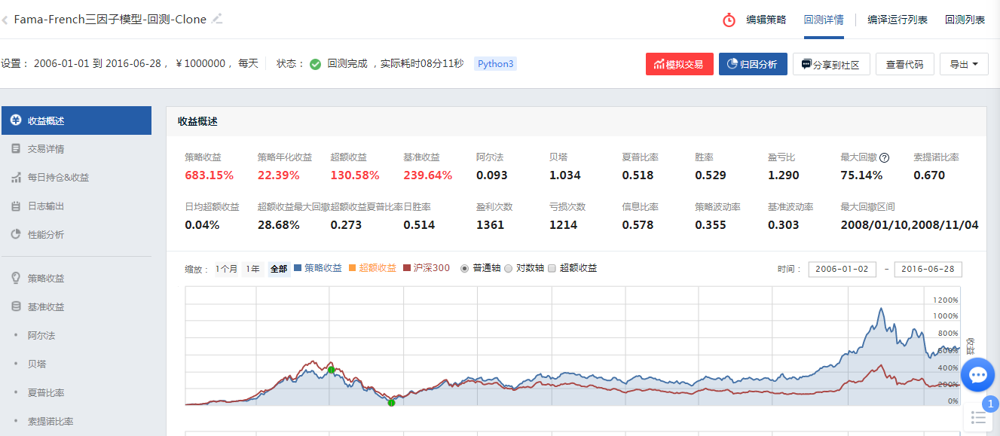 Fama-French三因子模型-回测-Clone 编辑策略 回测详情 编译运行列表 回测列表
设置： 2006-01-01 到 2016-06-28 , ￥1000000 , 每天 状态： 回测完成 , 实际耗时08分11秒 Python3 模拟交易 归因分析 分享到社区 查看代码 导出
收益概述
交易详情
每日持仓&收益
日志输出
性能分析
策略收益
基准收益
阿尔法
贝塔
夏普比率
索提诺比率
收益概述
策略收益 策略年化收益 超额收益 基准收益 阿尔法 贝塔 夏普比率 胜率 盈亏比 最大回撤 ? 索提诺比率
683.15% 22.39% 130.58% 239.64% 0.093 1.034 0.518 0.529 1.290 75.14% 0.670
日均超额收益 超额收益最大回撤 超额收益夏普比率 日胜率 盈利次数 亏损次数 信息比率 策略波动率 基准波动率 最大回撤区间
0.04% 28.68% 0.273 0.514 1361 1214 0.578 0.355 0.303 2008/01/10,2008/11/04
缩放： 1个月 1年 全部 策略收益 超额收益 沪深300 普通轴 对数轴 超额收益 时间： 2006-01-02 - 2016-06-28
1200%
1000%
800%
600%
400%
200%
0%
收益
1